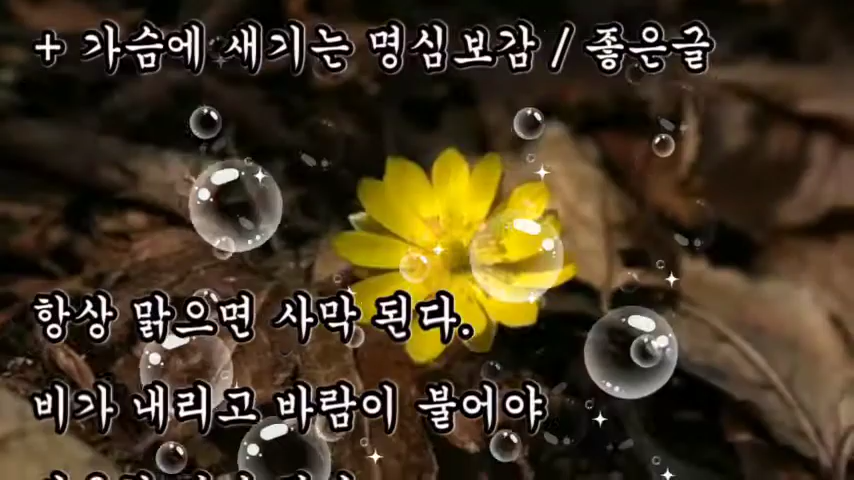 + 가슴에 새기는 명심보감 / 좋은글
항상 맑으면 사막 된다.
비가 내리고 바람이 불어야